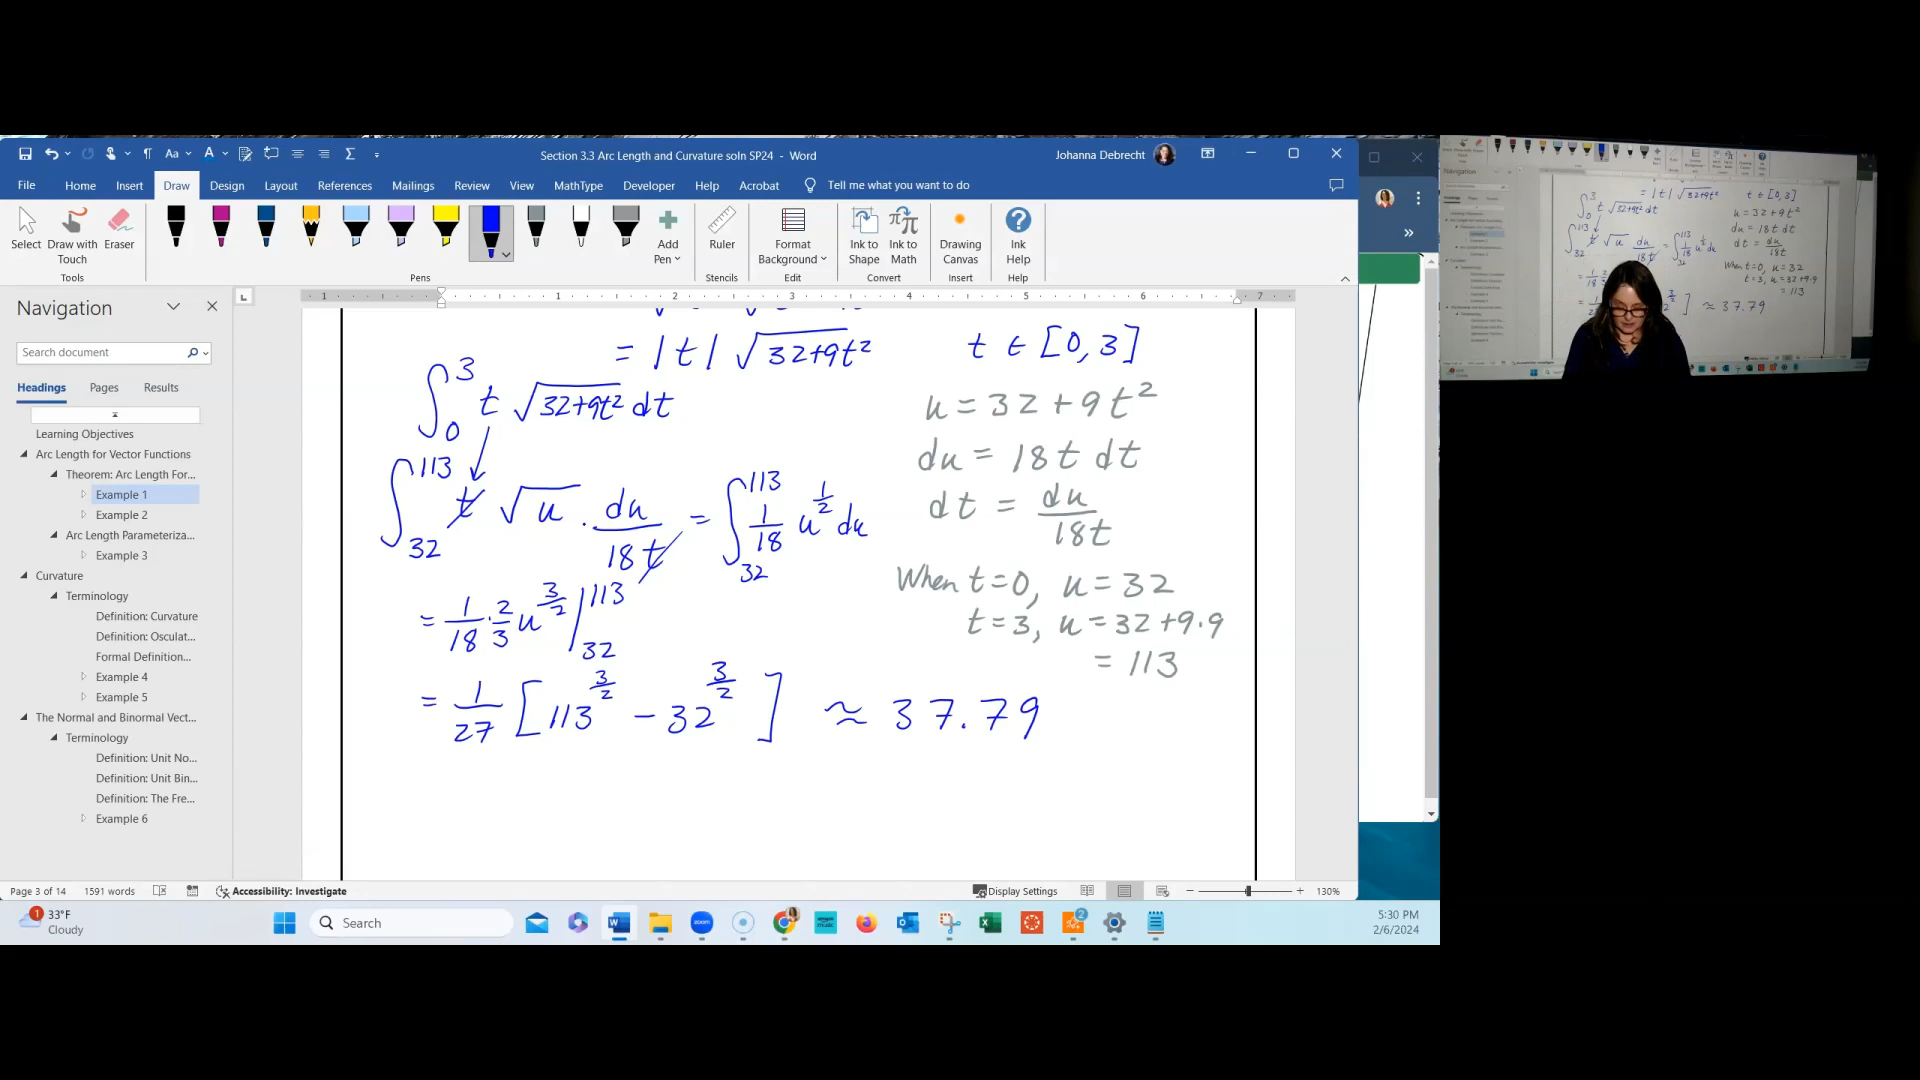 Section 3.3 Arc Length and Curvature soln SP24 - Word
Johanna Debrecht
File Home Insert Draw Design Layout References Mailings Review View MathType Developer Help Acrobat Tell me what you want to do
Select
Draw with Touch
Eraser
Tools
Pens
Add Pen
Ruler
Stencils
Format Background
Edit
Ink to Shape
Ink to Math
Convert
Drawing Canvas
Insert
Ink Help
Help
Navigation
Search document
Headings Pages Results
Learning Objectives
Arc Length for Vector Functions
Theorem: Arc Length For...
Example 1
Example 2
Arc Length Parameteriza...
Example 3
Curvature
Terminology
Definition: Curvature
Definition: Osculat...
Formal Definition...
Example 4
Example 5
The Normal and Binormal Vect...
Terminology
Definition: Unit No...
Definition: Unit Bin...
Definition: The Fre...
Example 6
1 1 2 3 4 5 6 7
= |t| √(32+9t²) t ∈ [0,3]
∫₀³ t √(32+9t²) dt
u = 32 + 9t²
du = 18t dt
dt = du/18t
∫₃₂¹¹³ t √u · du/18t = ∫₃₂¹¹³ 1/18 u^(1/2) du
When t=0, u = 32
t=3, u = 32+9·9
= 113
= 1/18 · 2/3 u^(3/2) |₃₂¹¹³
= 1/27 [113^(3/2) − 32^(3/2)] ≈ 37.79
Page 3 of 14 1591 words Accessibility: Investigate Display Settings 130%
33°F
Cloudy
Search
5:30 PM
2/6/2024